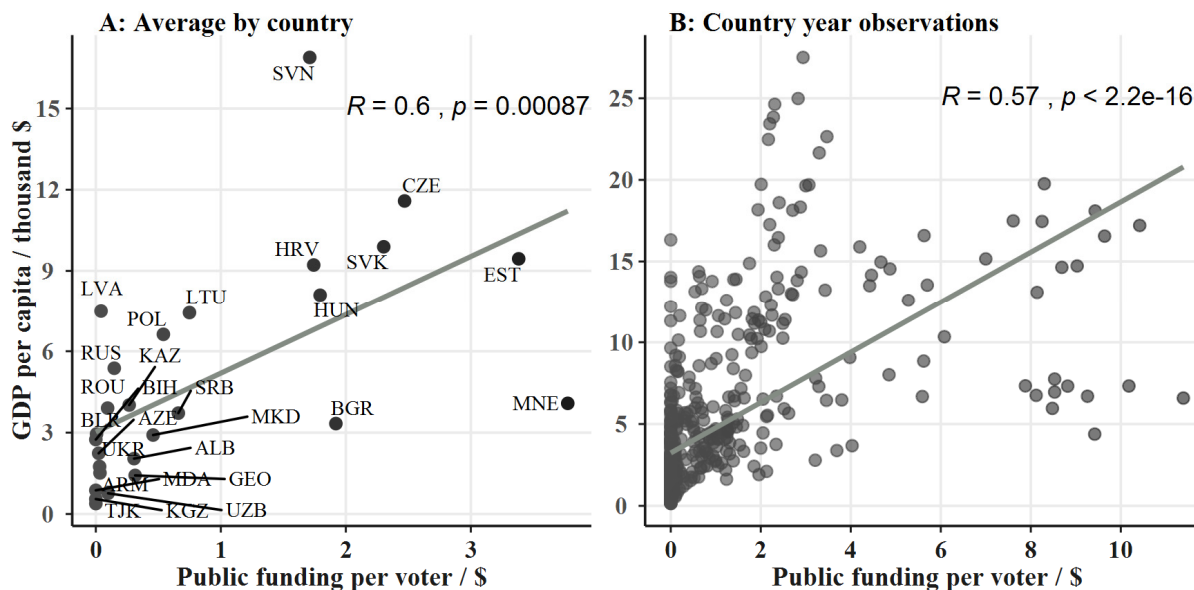 A: Average by country
GDP per capita / thousand $
15
12
9
6
3
0
SVN
R = 0.6 , p = 0.00087
CZE
HRV
SVK
EST
LVA
LTU
HUN
POL
RUS
KAZ
ROU
BIH
SRB
BLR
AZE
MKD
BGR
MNE
UKR
ALB
ARM
MDA
GEO
TJK
KGZ
UZB
0 1 2 3
Public funding per voter / $
B: Country year observations
R = 0.57 , p < 2.2e-16
25
20
15
10
5
0
0 2 4 6 8 10
Public funding per voter / $